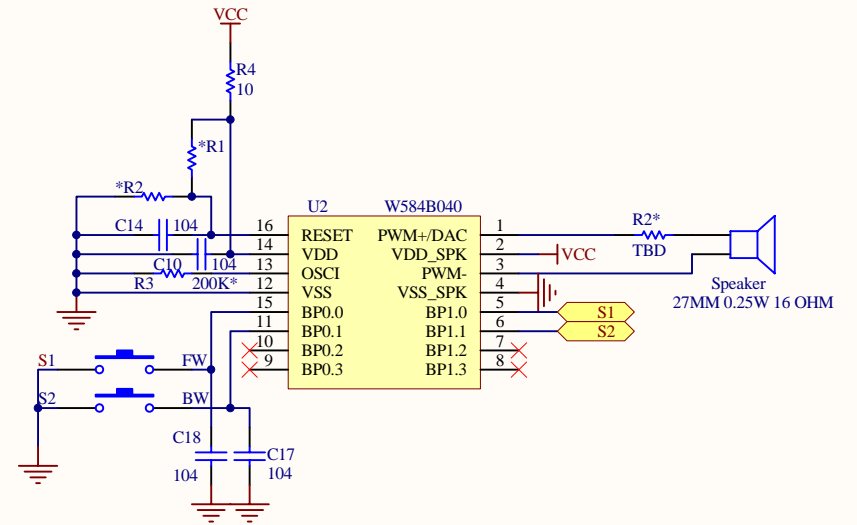 VCC
R4
10
*R1
*R2
U2
W584B040
C14
104
16
RESET
PWM+/DAC
1
R2*
TBD
14
VDD
VDD_SPK
2
VCC
C10
104
13
OSCI
PWM-
3
R3
200K*
12
VSS
VSS_SPK
4
Speaker
27MM 0.25W 16 OHM
15
BP0.0
BP1.0
5
S1
11
BP0.1
BP1.1
6
S2
10
BP0.2
BP1.2
7
9
BP0.3
BP1.3
8
S1
FW
S2
BW
C18
104
C17
104